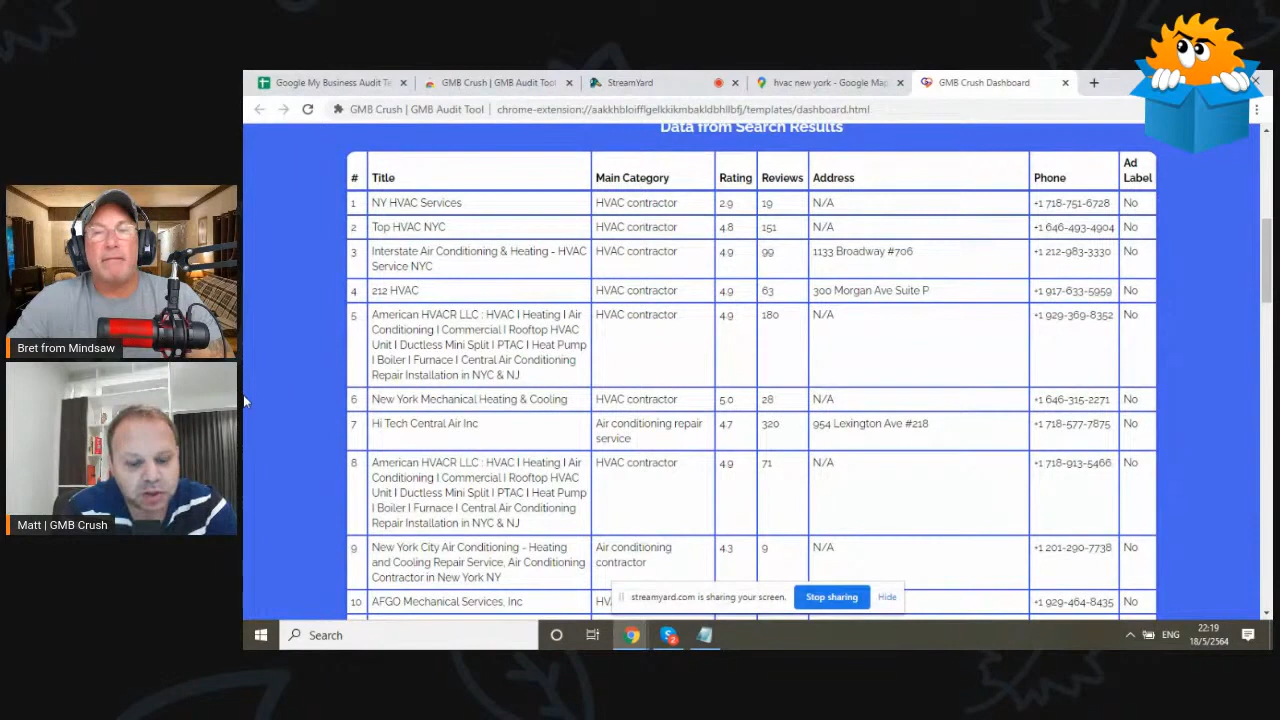 Google My Business Audit T
GMB Crush | GMB Audit Tool
StreamYard
hvac new york - Google Ma
GMB Crush Dashboard
GMB Crush | GMB Audit Tool
chrome-extension://aakkhbloifflgelkkikmbakldbhllbfj/templates/dashboard.html
Data from Search Results
# Title Main Category Rating Reviews Address Phone Ad Label
1 NY HVAC Services HVAC contractor 2.9 19 N/A +1 718-751-6728 No
2 Top HVAC NYC HVAC contractor 4.8 151 N/A +1 646-493-4904 No
3 Interstate Air Conditioning & Heating - HVAC HVAC contractor 4.9 99 1133 Broadway #706 +1 212-983-3330 No
Service NYC
4 212 HVAC HVAC contractor 4.9 63 300 Morgan Ave Suite P +1 917-633-5959 No
5 American HVACR LLC : HVAC I Heating I Air HVAC contractor 4.9 180 N/A +1 929-369-8352 No
Conditioning I Commercial I Rooftop HVAC
Unit I Ductless Mini Split I PTAC I Heat Pump
I Boiler I Furnace I Central Air Conditioning
Repair Installation in NYC & NJ
6 New York Mechanical Heating & Cooling HVAC contractor 5.0 28 N/A +1 646-315-2271 No
7 Hi Tech Central Air Inc Air conditioning repair 4.7 320 954 Lexington Ave #218 +1 718-577-7875 No
service
8 American HVACR LLC : HVAC I Heating I Air HVAC contractor 4.9 71 N/A +1 718-913-5466 No
Conditioning I Commercial I Rooftop HVAC
Unit I Ductless Mini Split I PTAC I Heat Pump
I Boiler I Furnace I Central Air Conditioning
Repair Installation in NYC & NJ
9 New York City Air Conditioning - Heating Air conditioning 4.3 9 N/A +1 201-290-7738 No
and Cooling Repair Service, Air Conditioning contractor
Contractor in New York NY
10 AFGO Mechanical Services, Inc HV +1 929-464-8435 No
streamyard.com is sharing your screen. Stop sharing Hide
Bret from Mindsaw
Matt | GMB Crush
Search
2
ENG
22:19
18/5/2564